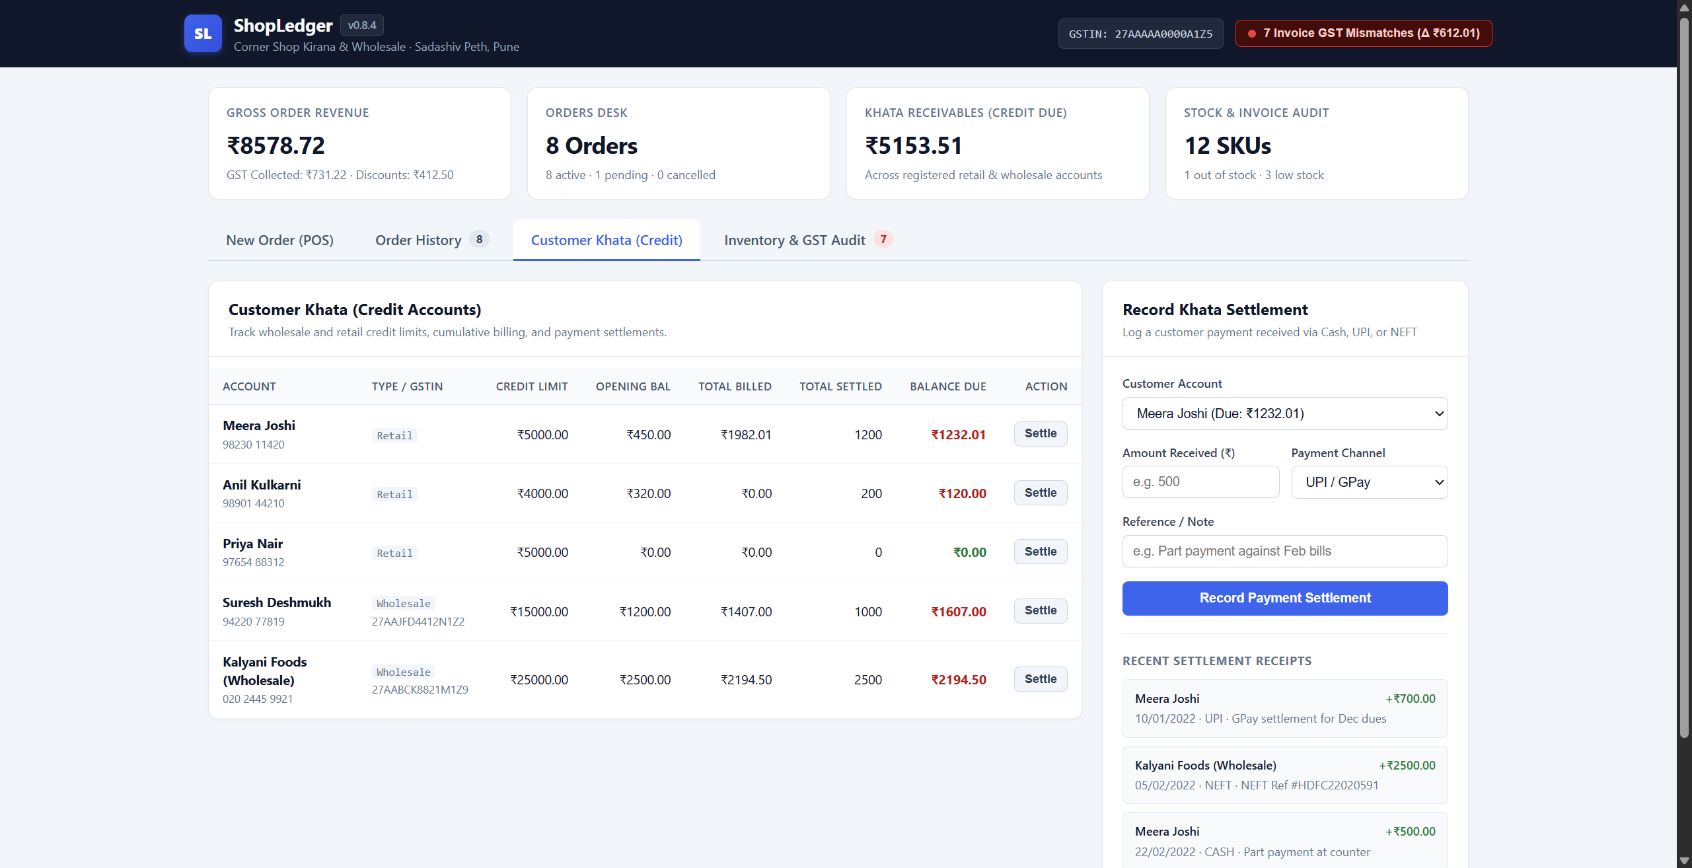 SL
ShopLedger v0.8.4
Corner Shop Kirana & Wholesale · Sadashiv Peth, Pune
GSTIN: 27AAAAA0000A1Z5
7 Invoice GST Mismatches (Δ ₹612.01)
GROSS ORDER REVENUE
₹8578.72
GST Collected: ₹731.22 · Discounts: ₹412.50
ORDERS DESK
8 Orders
8 active · 1 pending · 0 cancelled
KHATA RECEIVABLES (CREDIT DUE)
₹5153.51
Across registered retail & wholesale accounts
STOCK & INVOICE AUDIT
12 SKUs
1 out of stock · 3 low stock
New Order (POS) Order History 8 Customer Khata (Credit) Inventory & GST Audit 7
Customer Khata (Credit Accounts)
Track wholesale and retail credit limits, cumulative billing, and payment settlements.
ACCOUNT TYPE / GSTIN CREDIT LIMIT OPENING BAL TOTAL BILLED TOTAL SETTLED BALANCE DUE ACTION
Meera Joshi
98230 11420
Retail ₹5000.00 ₹450.00 ₹1982.01 1200 ₹1232.01 Settle
Anil Kulkarni
98901 44210
Retail ₹4000.00 ₹320.00 ₹0.00 200 ₹120.00 Settle
Priya Nair
97654 88312
Retail ₹5000.00 ₹0.00 ₹0.00 0 ₹0.00 Settle
Suresh Deshmukh
94220 77819
Wholesale
27AAJFD4412N1Z2
₹15000.00 ₹1200.00 ₹1407.00 1000 ₹1607.00 Settle
Kalyani Foods
(Wholesale)
020 2445 9921
Wholesale
27AABCK8821M1Z9
₹25000.00 ₹2500.00 ₹2194.50 2500 ₹2194.50 Settle
Record Khata Settlement
Log a customer payment received via Cash, UPI, or NEFT
Customer Account
Meera Joshi (Due: ₹1232.01)
Amount Received (₹) Payment Channel
e.g. 500 UPI / GPay
Reference / Note
e.g. Part payment against Feb bills
Record Payment Settlement
RECENT SETTLEMENT RECEIPTS
Meera Joshi +₹700.00
10/01/2022 · UPI · GPay settlement for Dec dues
Kalyani Foods (Wholesale) +₹2500.00
05/02/2022 · NEFT · NEFT Ref #HDFC22020591
Meera Joshi +₹500.00
22/02/2022 · CASH · Part payment at counter